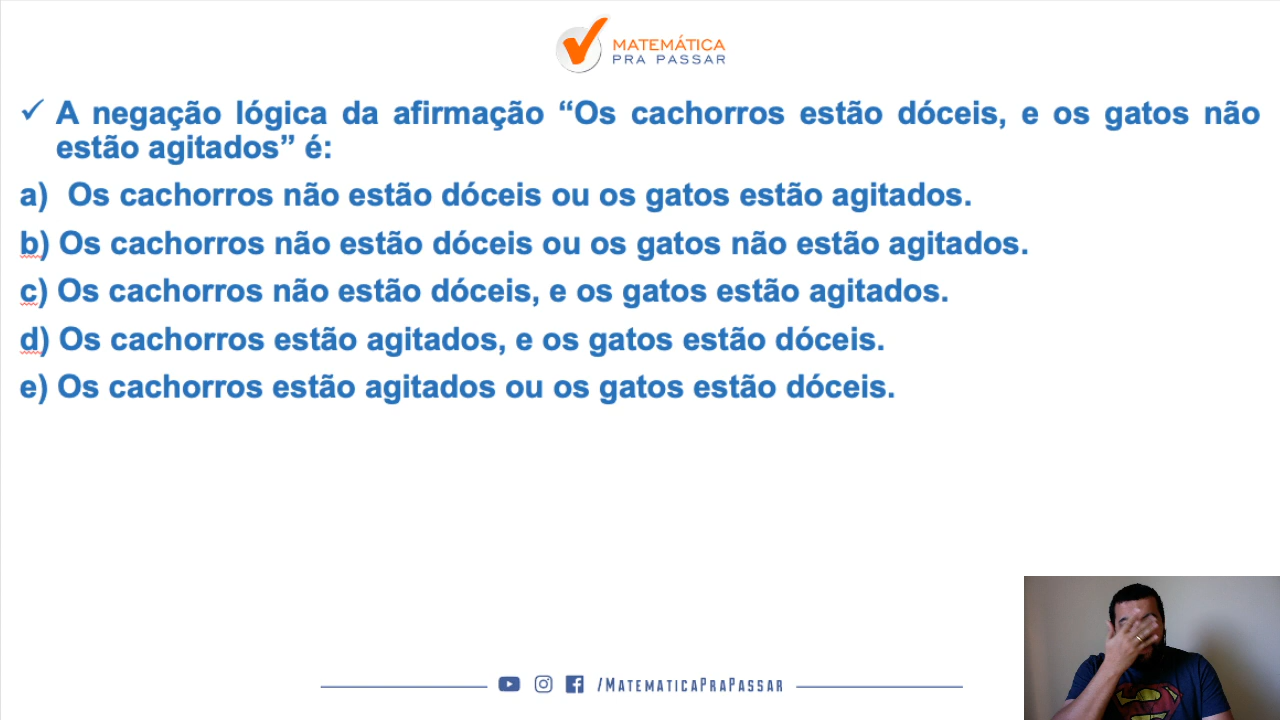 MATEMÁTICA
PRA PASSAR
✓ A negação lógica da afirmação “Os cachorros estão dóceis, e os gatos não
estão agitados” é:
a) Os cachorros não estão dóceis ou os gatos estão agitados.
b) Os cachorros não estão dóceis ou os gatos não estão agitados.
c) Os cachorros não estão dóceis, e os gatos estão agitados.
d) Os cachorros estão agitados, e os gatos estão dóceis.
e) Os cachorros estão agitados ou os gatos estão dóceis.
/MATEMATICAPRAPASSAR